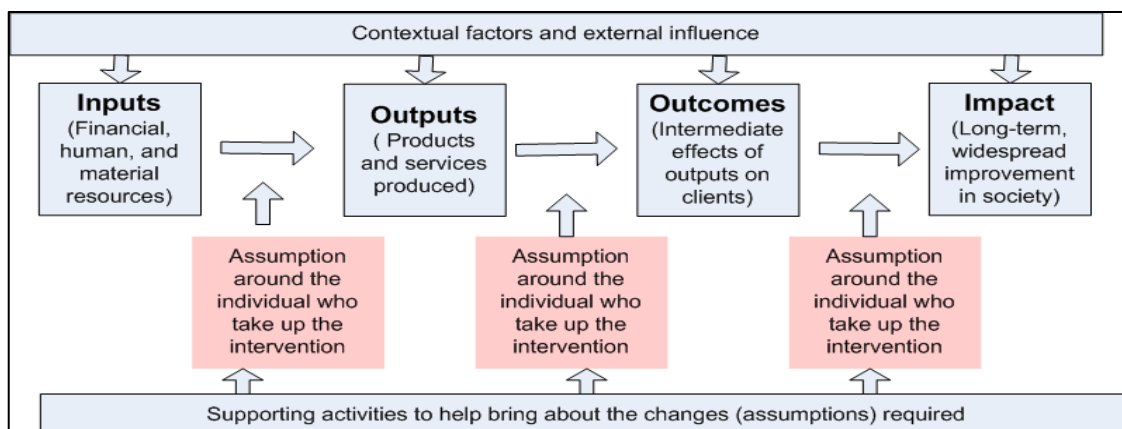 Contextual factors and external influence
Inputs
(Financial,
human, and
material
resources)
Outputs
( Products
and services
produced)
Outcomes
(Intermediate
effects of
outputs on
clients)
Impact
(Long-term,
widespread
improvement
in society)
Assumption
around the
individual who
take up the
intervention
Assumption
around the
individual who
take up the
intervention
Assumption
around the
individual who
take up the
intervention
Supporting activities to help bring about the changes (assumptions) required